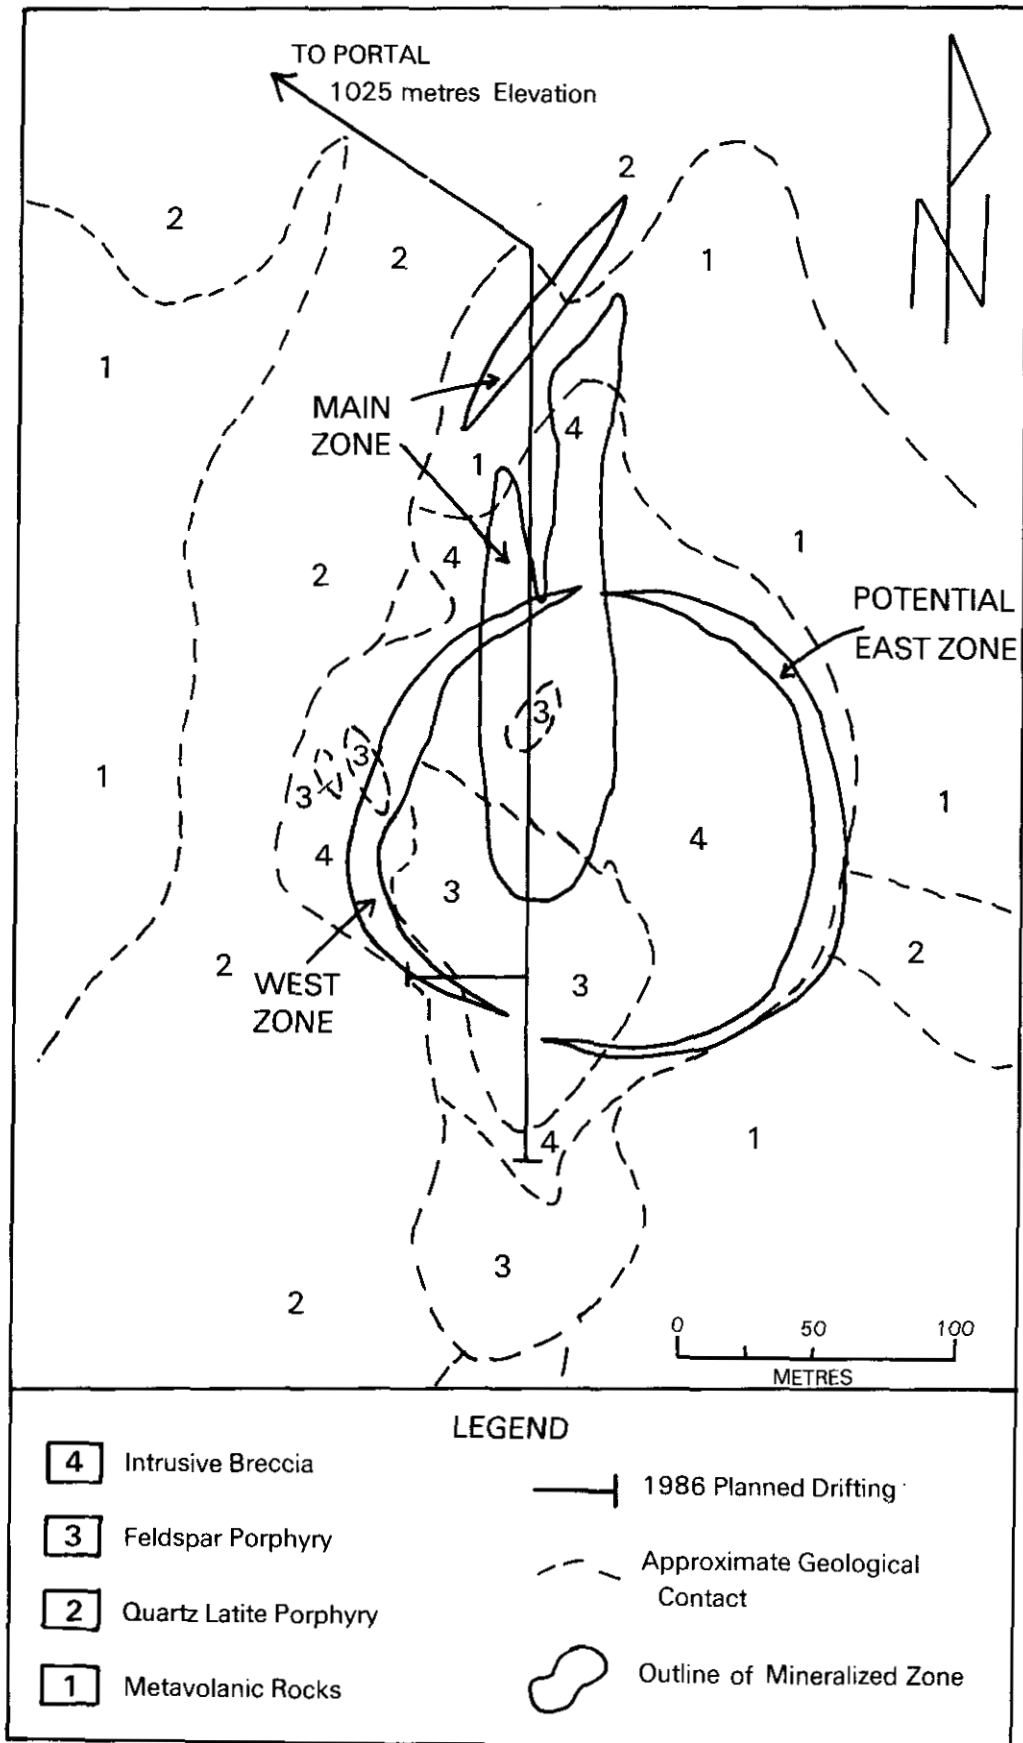 TO PORTAL
1025 metres Elevation
2
2
2
1
N
1
MAIN
ZONE
4
1
1
4
2
POTENTIAL
EAST ZONE
3
3
3
1
1
4
4
3
2
2
WEST
ZONE
3
4
1
3
2
0 50 100
METRES
LEGEND
4 Intrusive Breccia
3 Feldspar Porphyry
2 Quartz Latite Porphyry
1 Metavolanic Rocks
1986 Planned Drifting
Approximate Geological
Contact
Outline of Mineralized Zone